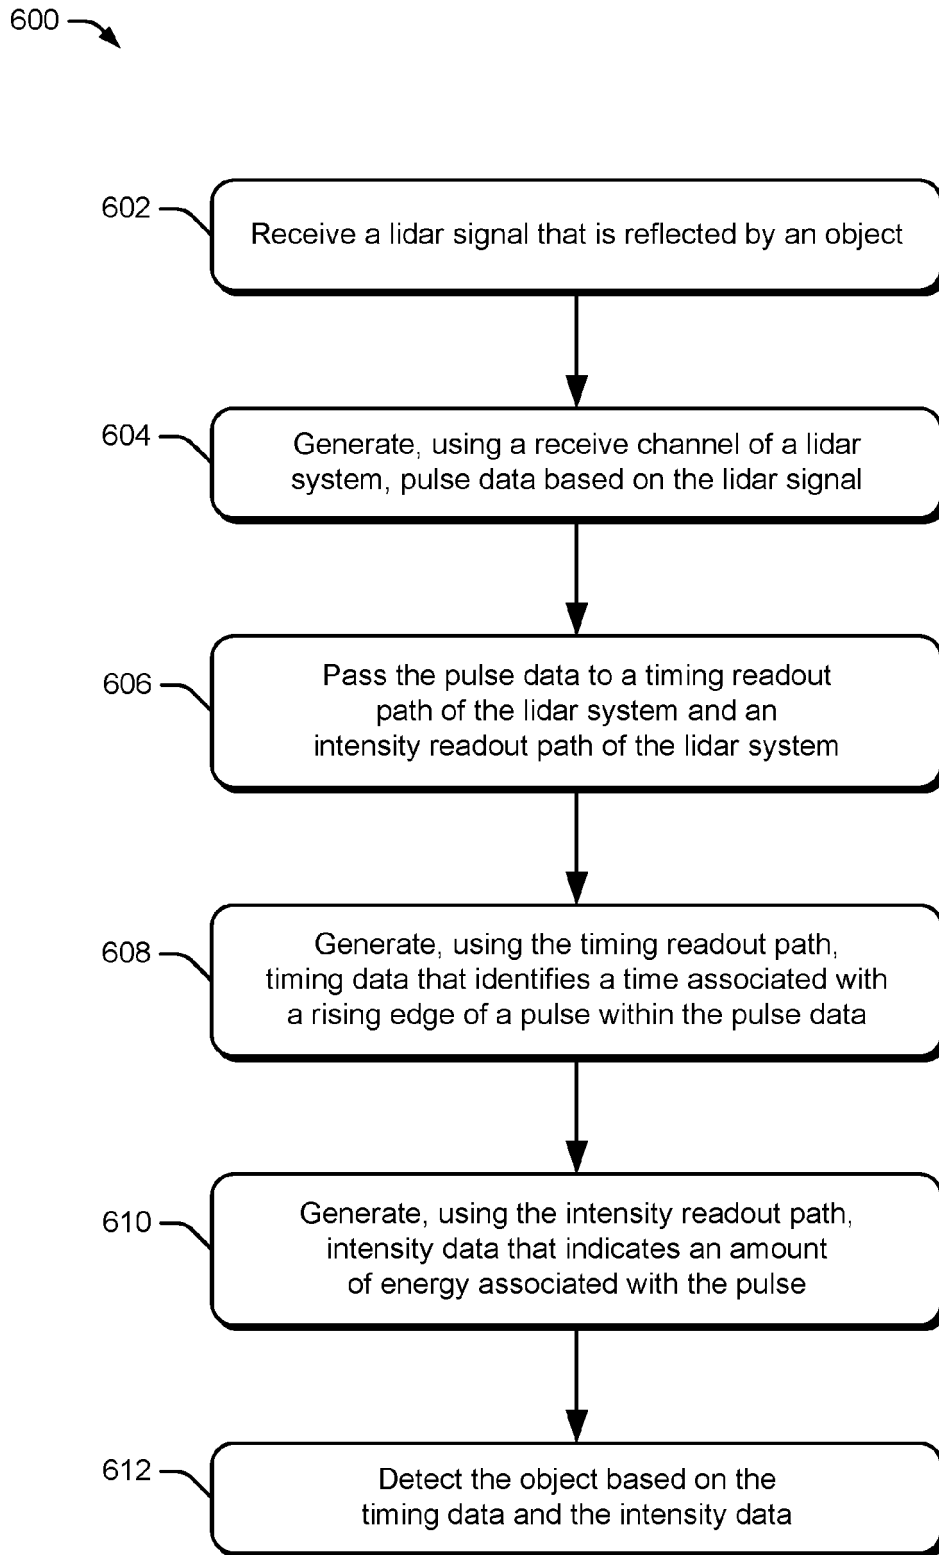 600
602
Receive a lidar signal that is reflected by an object
604
Generate, using a receive channel of a lidar
system, pulse data based on the lidar signal
606
Pass the pulse data to a timing readout
path of the lidar system and an
intensity readout path of the lidar system
608
Generate, using the timing readout path,
timing data that identifies a time associated with
a rising edge of a pulse within the pulse data
610
Generate, using the intensity readout path,
intensity data that indicates an amount
of energy associated with the pulse
612
Detect the object based on the
timing data and the intensity data